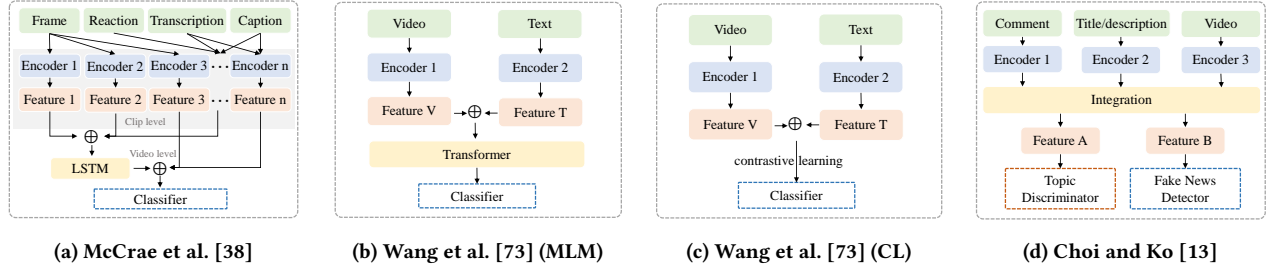 Frame Reaction Transcription Caption
Encoder 1 Encoder 2 Encoder 3 ··· Encoder n
Feature 1 Feature 2 Feature 3 ··· Feature n
Clip level
Video level
LSTM
Classifier
(a) McCrae et al. [38]
Video Text
Encoder 1 Encoder 2
Feature V Feature T
Transformer
Classifier
(b) Wang et al. [73] (MLM)
Video Text
Encoder 1 Encoder 2
Feature V Feature T
contrastive learning
Classifier
(c) Wang et al. [73] (CL)
Comment Title/description Video
Encoder 1 Encoder 2 Encoder 3
Integration
Feature A Feature B
Topic
Discriminator
Fake News
Detector
(d) Choi and Ko [13]